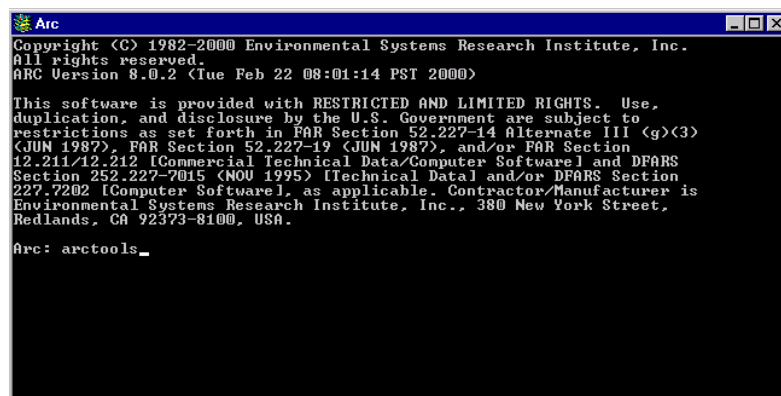 Arc
Copyright (C) 1982-2000 Environmental Systems Research Institute, Inc.
All rights reserved.
ARC Version 8.0.2 (Tue Feb 22 08:01:14 PST 2000)
This software is provided with RESTRICTED AND LIMITED RIGHTS.  Use,
duplication, and disclosure by the U.S. Government are subject to
restrictions as set forth in FAR Section 52.227-14 Alternate III (g)(3)
(JUN 1987), FAR Section 52.227-19 (JUN 1987), and/or FAR Section
12.211/12.212 [Commercial Technical Data/Computer Software] and DFARS
Section 252.227-7015 (NOV 1995) [Technical Data] and/or DFARS Section
227.7202 [Computer Software], as applicable. Contractor/Manufacturer is
Environmental Systems Research Institute, Inc., 380 New York Street,
Redlands, CA 92373-8100, USA.
Arc: arctools_